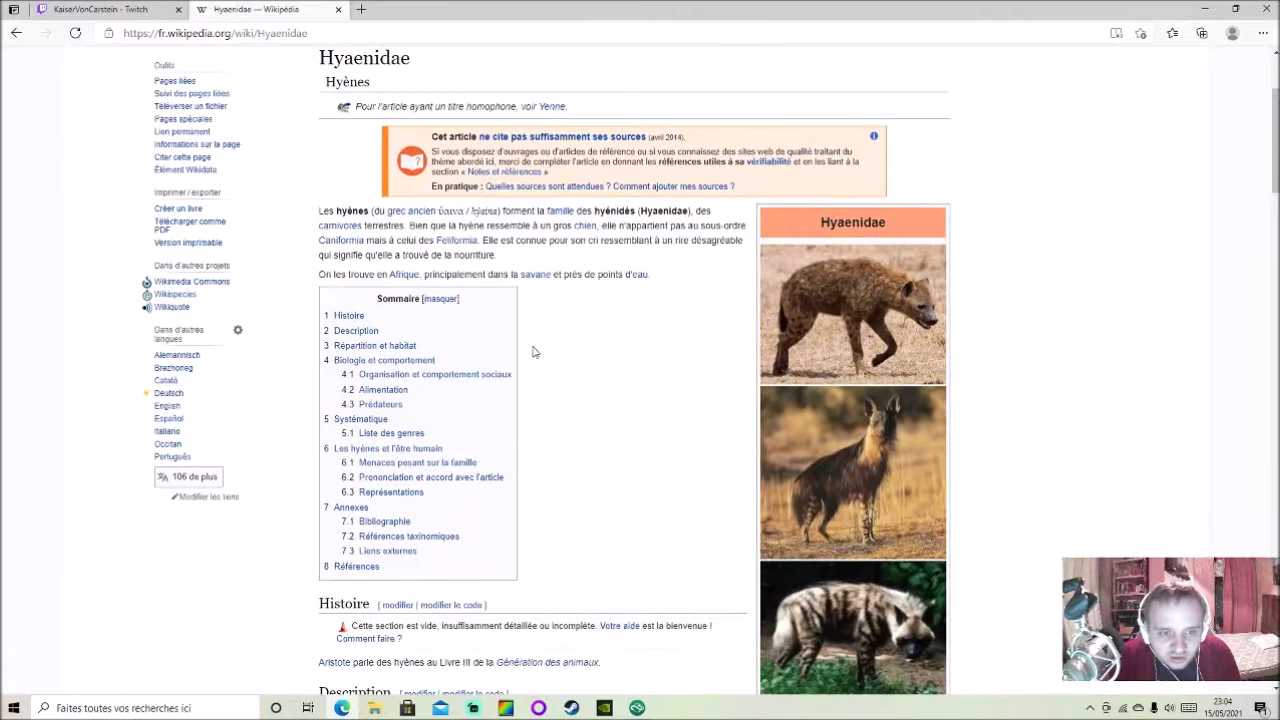 KaiserVonCarstein - Twitch
Hyaenidae — Wikipédia
https://fr.wikipedia.org/wiki/Hyaenidae
Outils
Pages liées
Suivi des pages liées
Téléverser un fichier
Pages spéciales
Lien permanent
Informations sur la page
Citer cette page
Élément Wikidata
Imprimer / exporter
Créer un livre
Télécharger comme
PDF
Version imprimable
Dans d'autres projets
Wikimedia Commons
Wikispecies
Wikiquote
Dans d'autres
langues
Alemannisch
Brezhoneg
Català
Deutsch
English
Español
Italiano
Occitan
Português
106 de plus
Modifier les liens
Hyaenidae
Hyènes
Pour l'article ayant un titre homophone, voir Yenne.
Cet article ne cite pas suffisamment ses sources (avril 2014).
Si vous disposez d'ouvrages ou d'articles de référence ou si vous connaissez des sites web de qualité traitant du
thème abordé ici, merci de compléter l'article en donnant les références utiles à sa vérifiabilité et en les liant à la
section « Notes et références »
En pratique : Quelles sources sont attendues ? Comment ajouter mes sources ?
Les hyènes (du grec ancien ὕαινα / hýaina) forment la famille des hyénidés (Hyaenidae), des
carnivores terrestres. Bien que la hyène ressemble à un gros chien, elle n'appartient pas au sous-ordre
Caniformia mais à celui des Feliformia. Elle est connue pour son cri ressemblant à un rire désagréable
qui signifie qu'elle a trouvé de la nourriture.
On les trouve en Afrique, principalement dans la savane et près de points d'eau.
Sommaire [masquer]
1 Histoire
2 Description
3 Répartition et habitat
4 Biologie et comportement
4.1 Organisation et comportement sociaux
4.2 Alimentation
4.3 Prédateurs
5 Systématique
5.1 Liste des genres
6 Les hyènes et l'être humain
6.1 Menaces pesant sur la famille
6.2 Prononciation et accord avec l'article
6.3 Représentations
7 Annexes
7.1 Bibliographie
7.2 Références taxinomiques
7.3 Liens externes
8 Références
Histoire [ modifier | modifier le code ]
Cette section est vide, insuffisamment détaillée ou incomplète. Votre aide est la bienvenue !
Comment faire ?
Aristote parle des hyènes au Livre III de la Génération des animaux.
Description [ modifier | modifier le code ]
Hyaenidae
Faites toutes vos recherches ici
23:04
15/05/2021